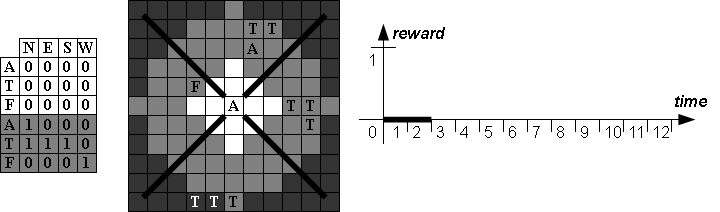 N E S W
A 0 0 0 0
T 0 0 0 0
F 0 0 0 0
A 1 0 0 0
T 1 1 1 0
F 0 0 0 1
T T
A
F
A T T
T
T T T
reward
1
time
0 1 2 3 4 5 6 7 8 9 10 11 12